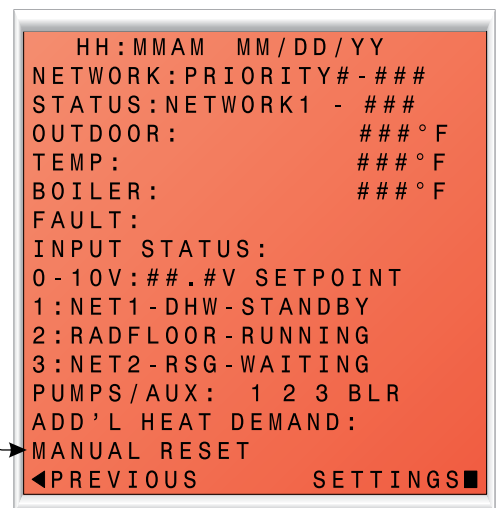 HH:MMAM MM/DD/YY
NETWORK:PRIORITY#-###
STATUS:NETWORK1 - ###
OUTDOOR: ###°F
TEMP: ###°F
BOILER: ###°F
FAULT:
INPUT STATUS:
0-10V:##.#V SETPOINT
1:NET1-DHW-STANDBY
2:RADFLOOR-RUNNING
3:NET2-RSG-WAITING
PUMPS/AUX: 1 2 3 BLR
ADD'L HEAT DEMAND:
MANUAL RESET
◀PREVIOUS SETTINGS■